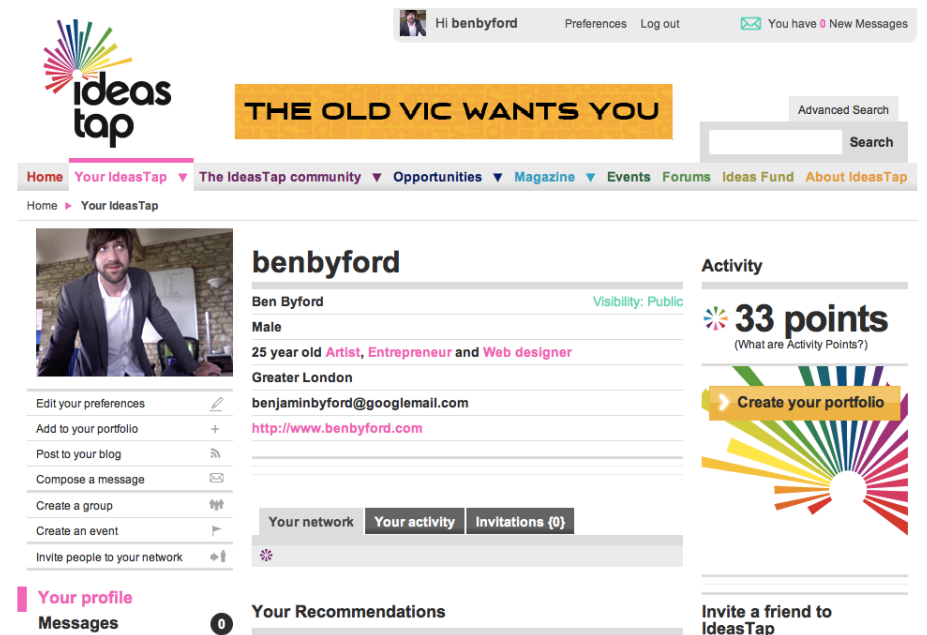 Hi benbyford Preferences Log out You have 0 New Messages
ideas
tap
THE OLD VIC WANTS YOU
Advanced Search
Search
Home Your IdeasTap The IdeasTap community Opportunities Magazine Events Forums Ideas Fund About IdeasTap
Home Your IdeasTap
benbyford
Ben Byford Visibility: Public
Male
25 year old Artist, Entrepreneur and Web designer
Greater London
benjaminbyford@googlemail.com
http://www.benbyford.com
Edit your preferences
Add to your portfolio
Post to your blog
Compose a message
Create a group
Create an event
Invite people to your network
Your profile
Messages 0
Your network Your activity Invitations {0}
Your Recommendations
Activity
33 points
(What are Activity Points?)
Create your portfolio
Invite a friend to
IdeasTap